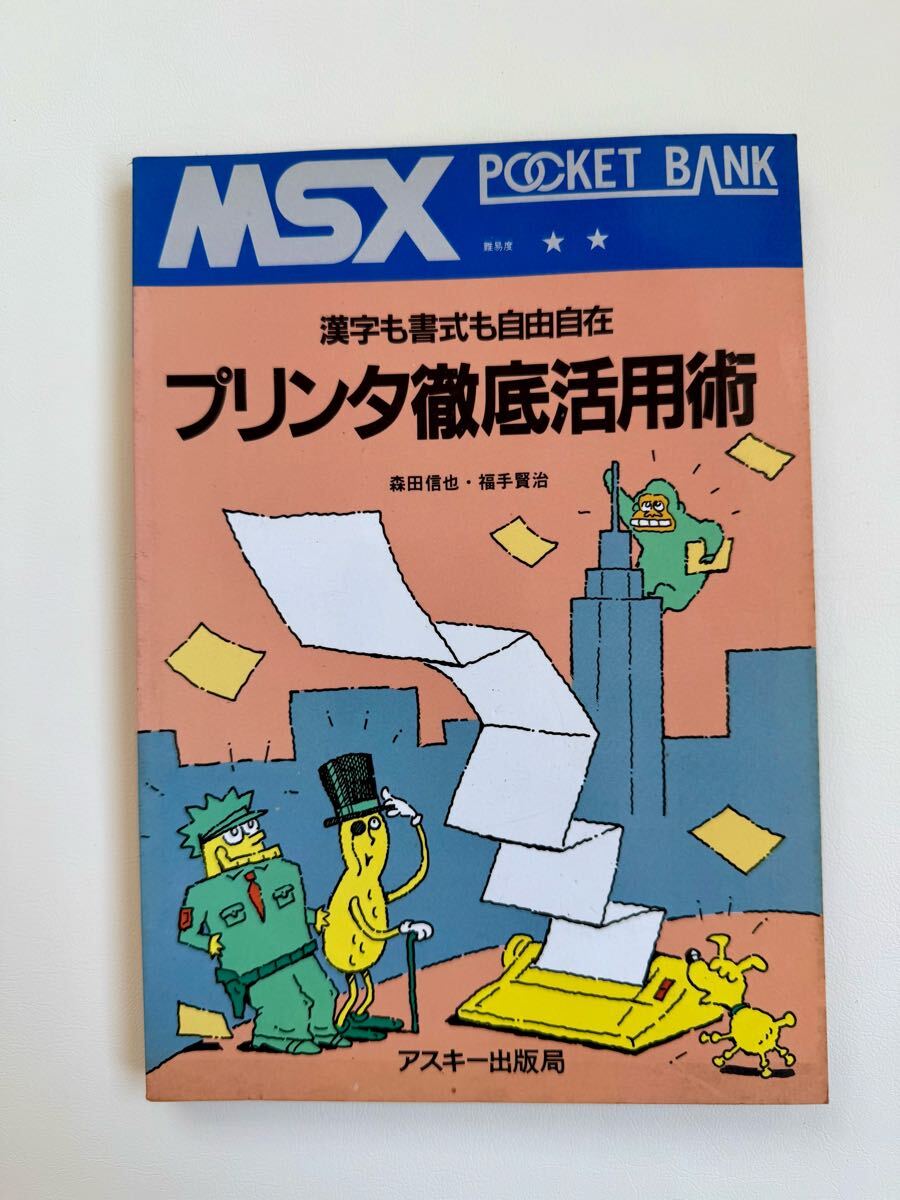 MSX
POCKET BANK
難易度 ★ ★
漢字も書式も自由自在
プリンタ徹底活用術
森田信也・福手賢治
アスキー出版局